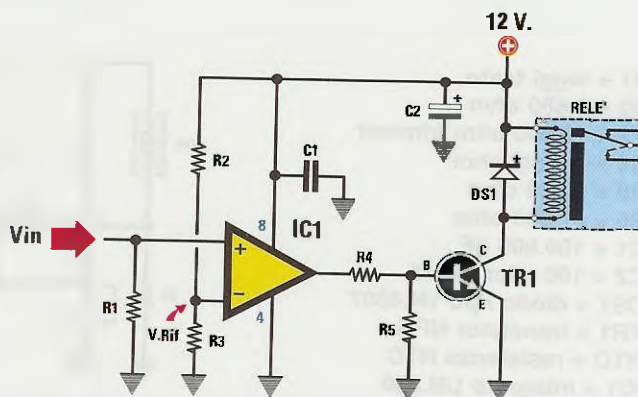 12 V.
+
RELE'
C2
+
R2
C1
DS1
8
IC1
Vin
+
R4
C
B
TR1
R1
−
E
V.Rif
R3
4
R5